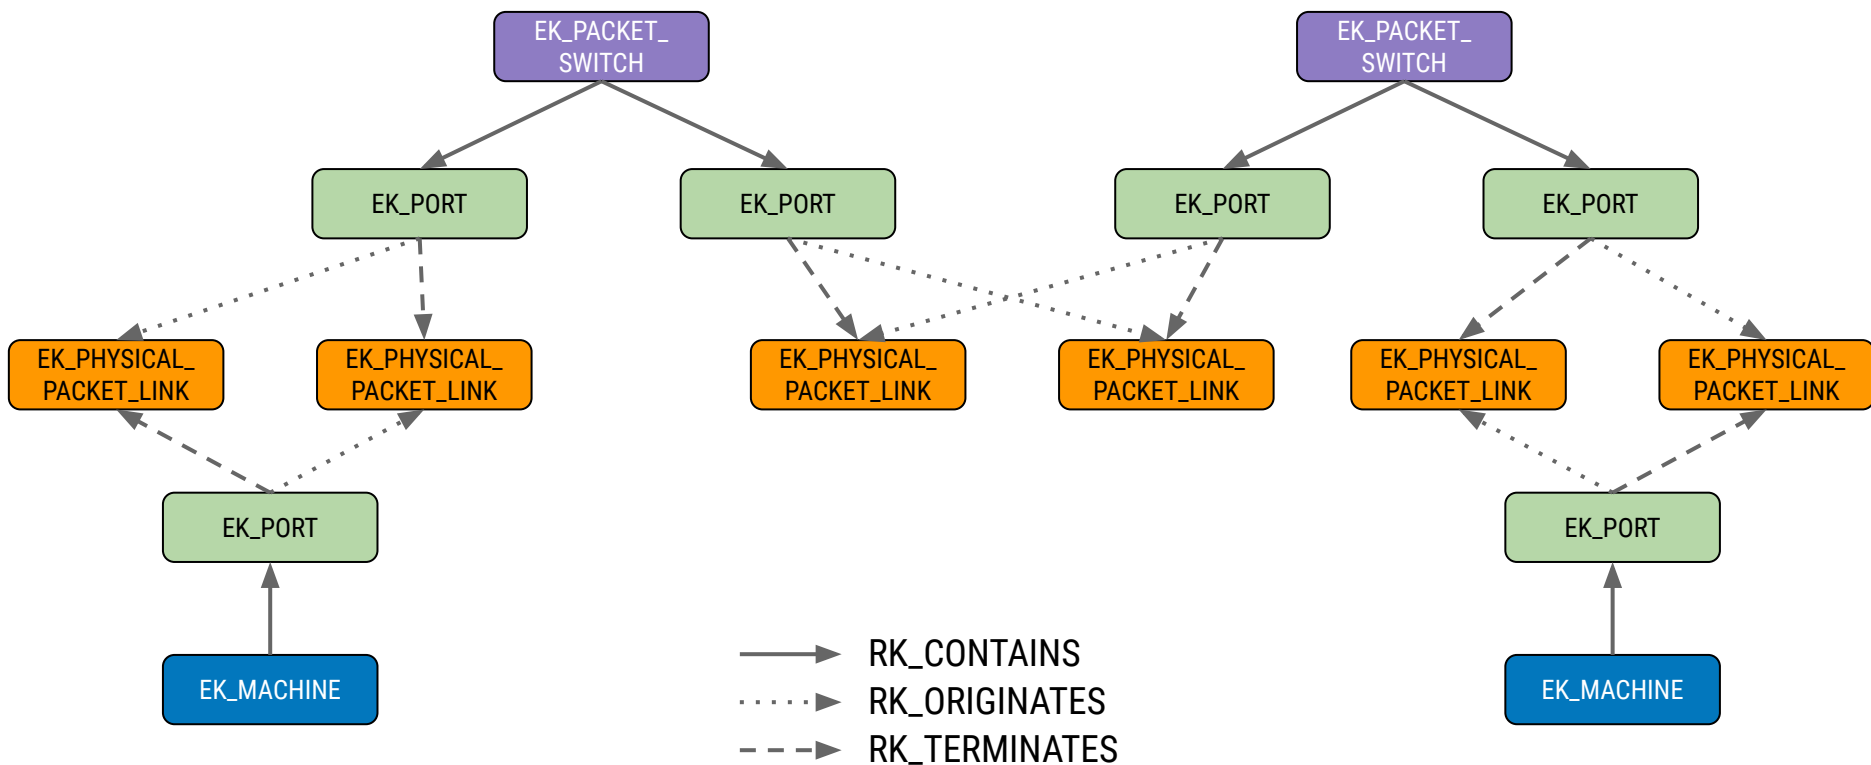 EK_PACKET_
SWITCH
EK_PACKET_
SWITCH
EK_PORT
EK_PORT
EK_PORT
EK_PORT
EK_PHYSICAL_
PACKET_LINK
EK_PHYSICAL_
PACKET_LINK
EK_PHYSICAL_
PACKET_LINK
EK_PHYSICAL_
PACKET_LINK
EK_PHYSICAL_
PACKET_LINK
EK_PHYSICAL_
PACKET_LINK
EK_PORT
EK_PORT
EK_MACHINE
EK_MACHINE
RK_CONTAINS
RK_ORIGINATES
RK_TERMINATES